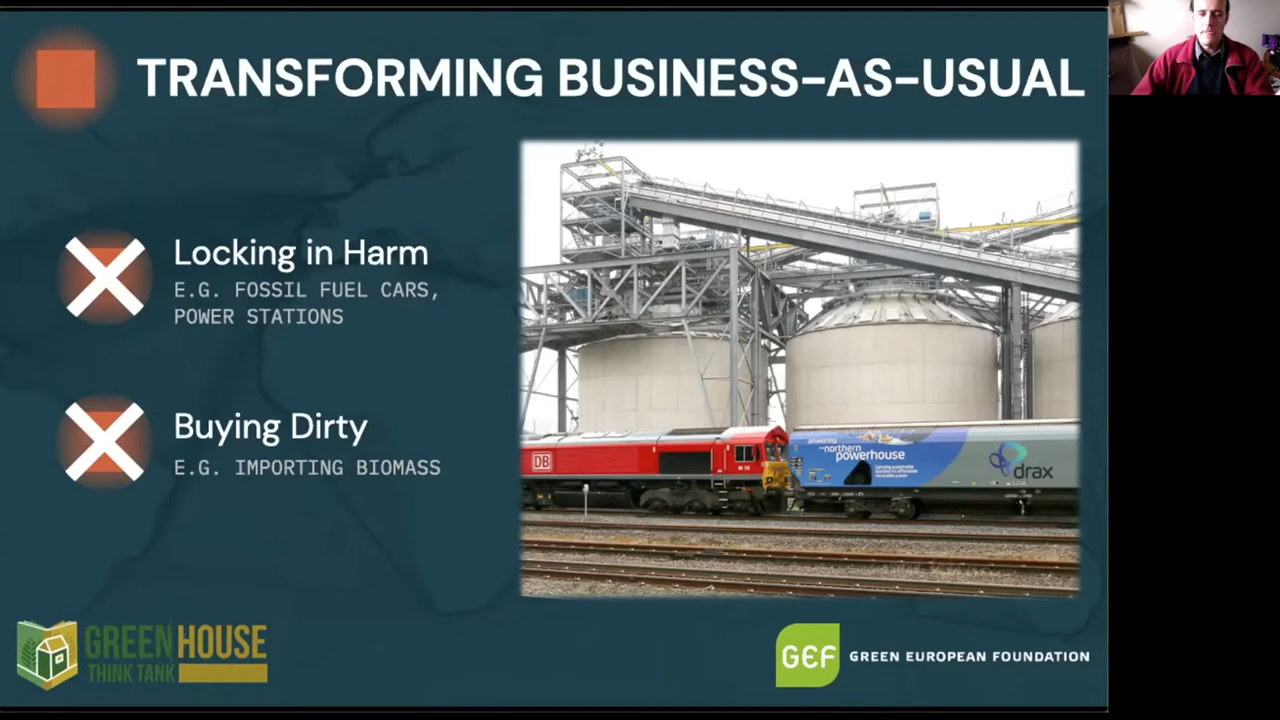 TRANSFORMING BUSINESS-AS-USUAL
Locking in Harm
E.G. FOSSIL FUEL CARS,
POWER STATIONS
Buying Dirty
E.G. IMPORTING BIOMASS
DB
powering
northern
powerhouse
drax
GREEN HOUSE
THINK TANK
GEF GREEN EUROPEAN FOUNDATION